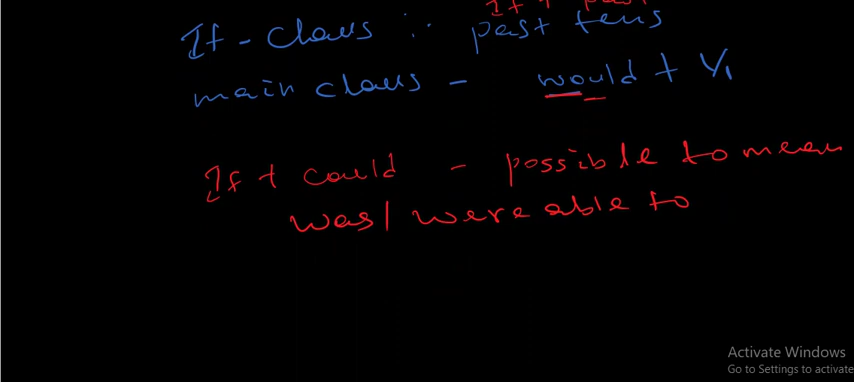 If + past
If - Claus : past tens
main claus - would + V₁
If + could - possible to mean
was/ were able to
Activate Windows
Go to Settings to activate